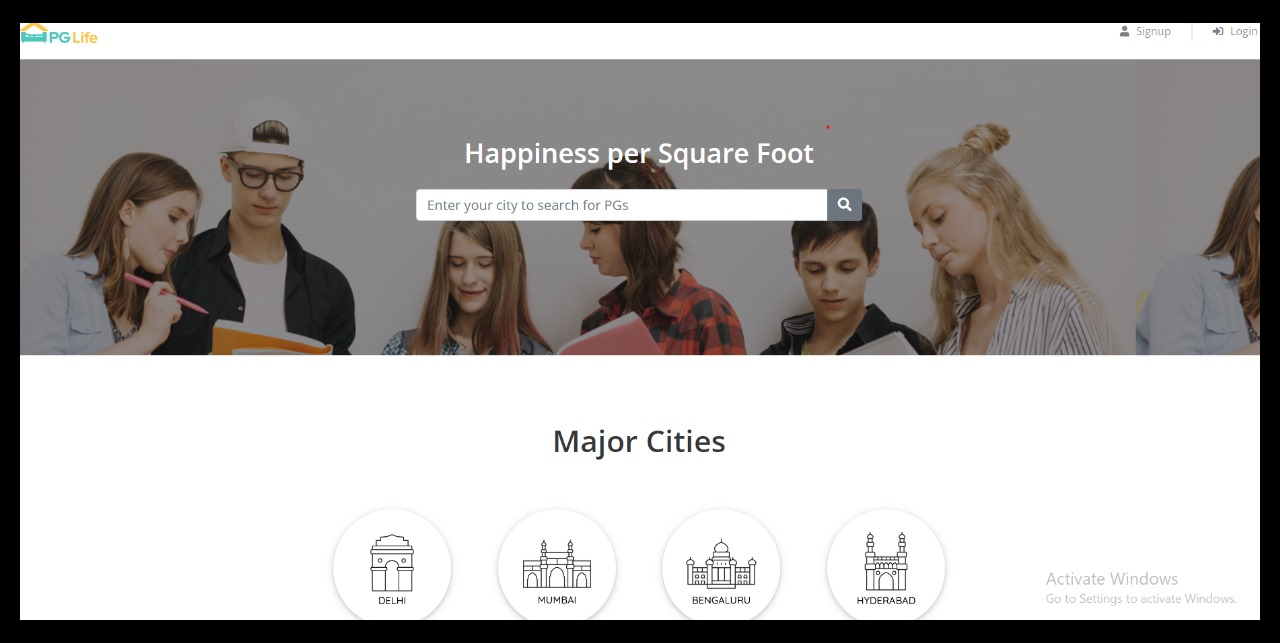 PG Life
Signup
Login
Happiness per Square Foot
Enter your city to search for PGs
Major Cities
DELHI
MUMBAI
BENGALURU
HYDERABAD
Activate Windows
Go to Settings to activate Windows.